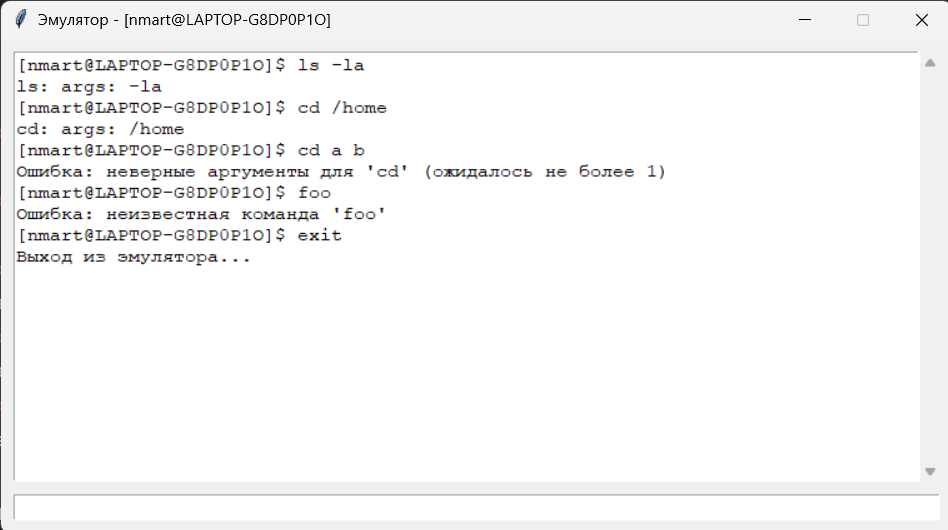 Эмулятор - [nmart@LAPTOP-G8DP0P1O]
[nmart@LAPTOP-G8DP0P1O]$ ls -la
ls: args: -la
[nmart@LAPTOP-G8DP0P1O]$ cd /home
cd: args: /home
[nmart@LAPTOP-G8DP0P1O]$ cd a b
Ошибка: неверные аргументы для 'cd' (ожидалось не более 1)
[nmart@LAPTOP-G8DP0P1O]$ foo
Ошибка: неизвестная команда 'foo'
[nmart@LAPTOP-G8DP0P1O]$ exit
Выход из эмулятора...